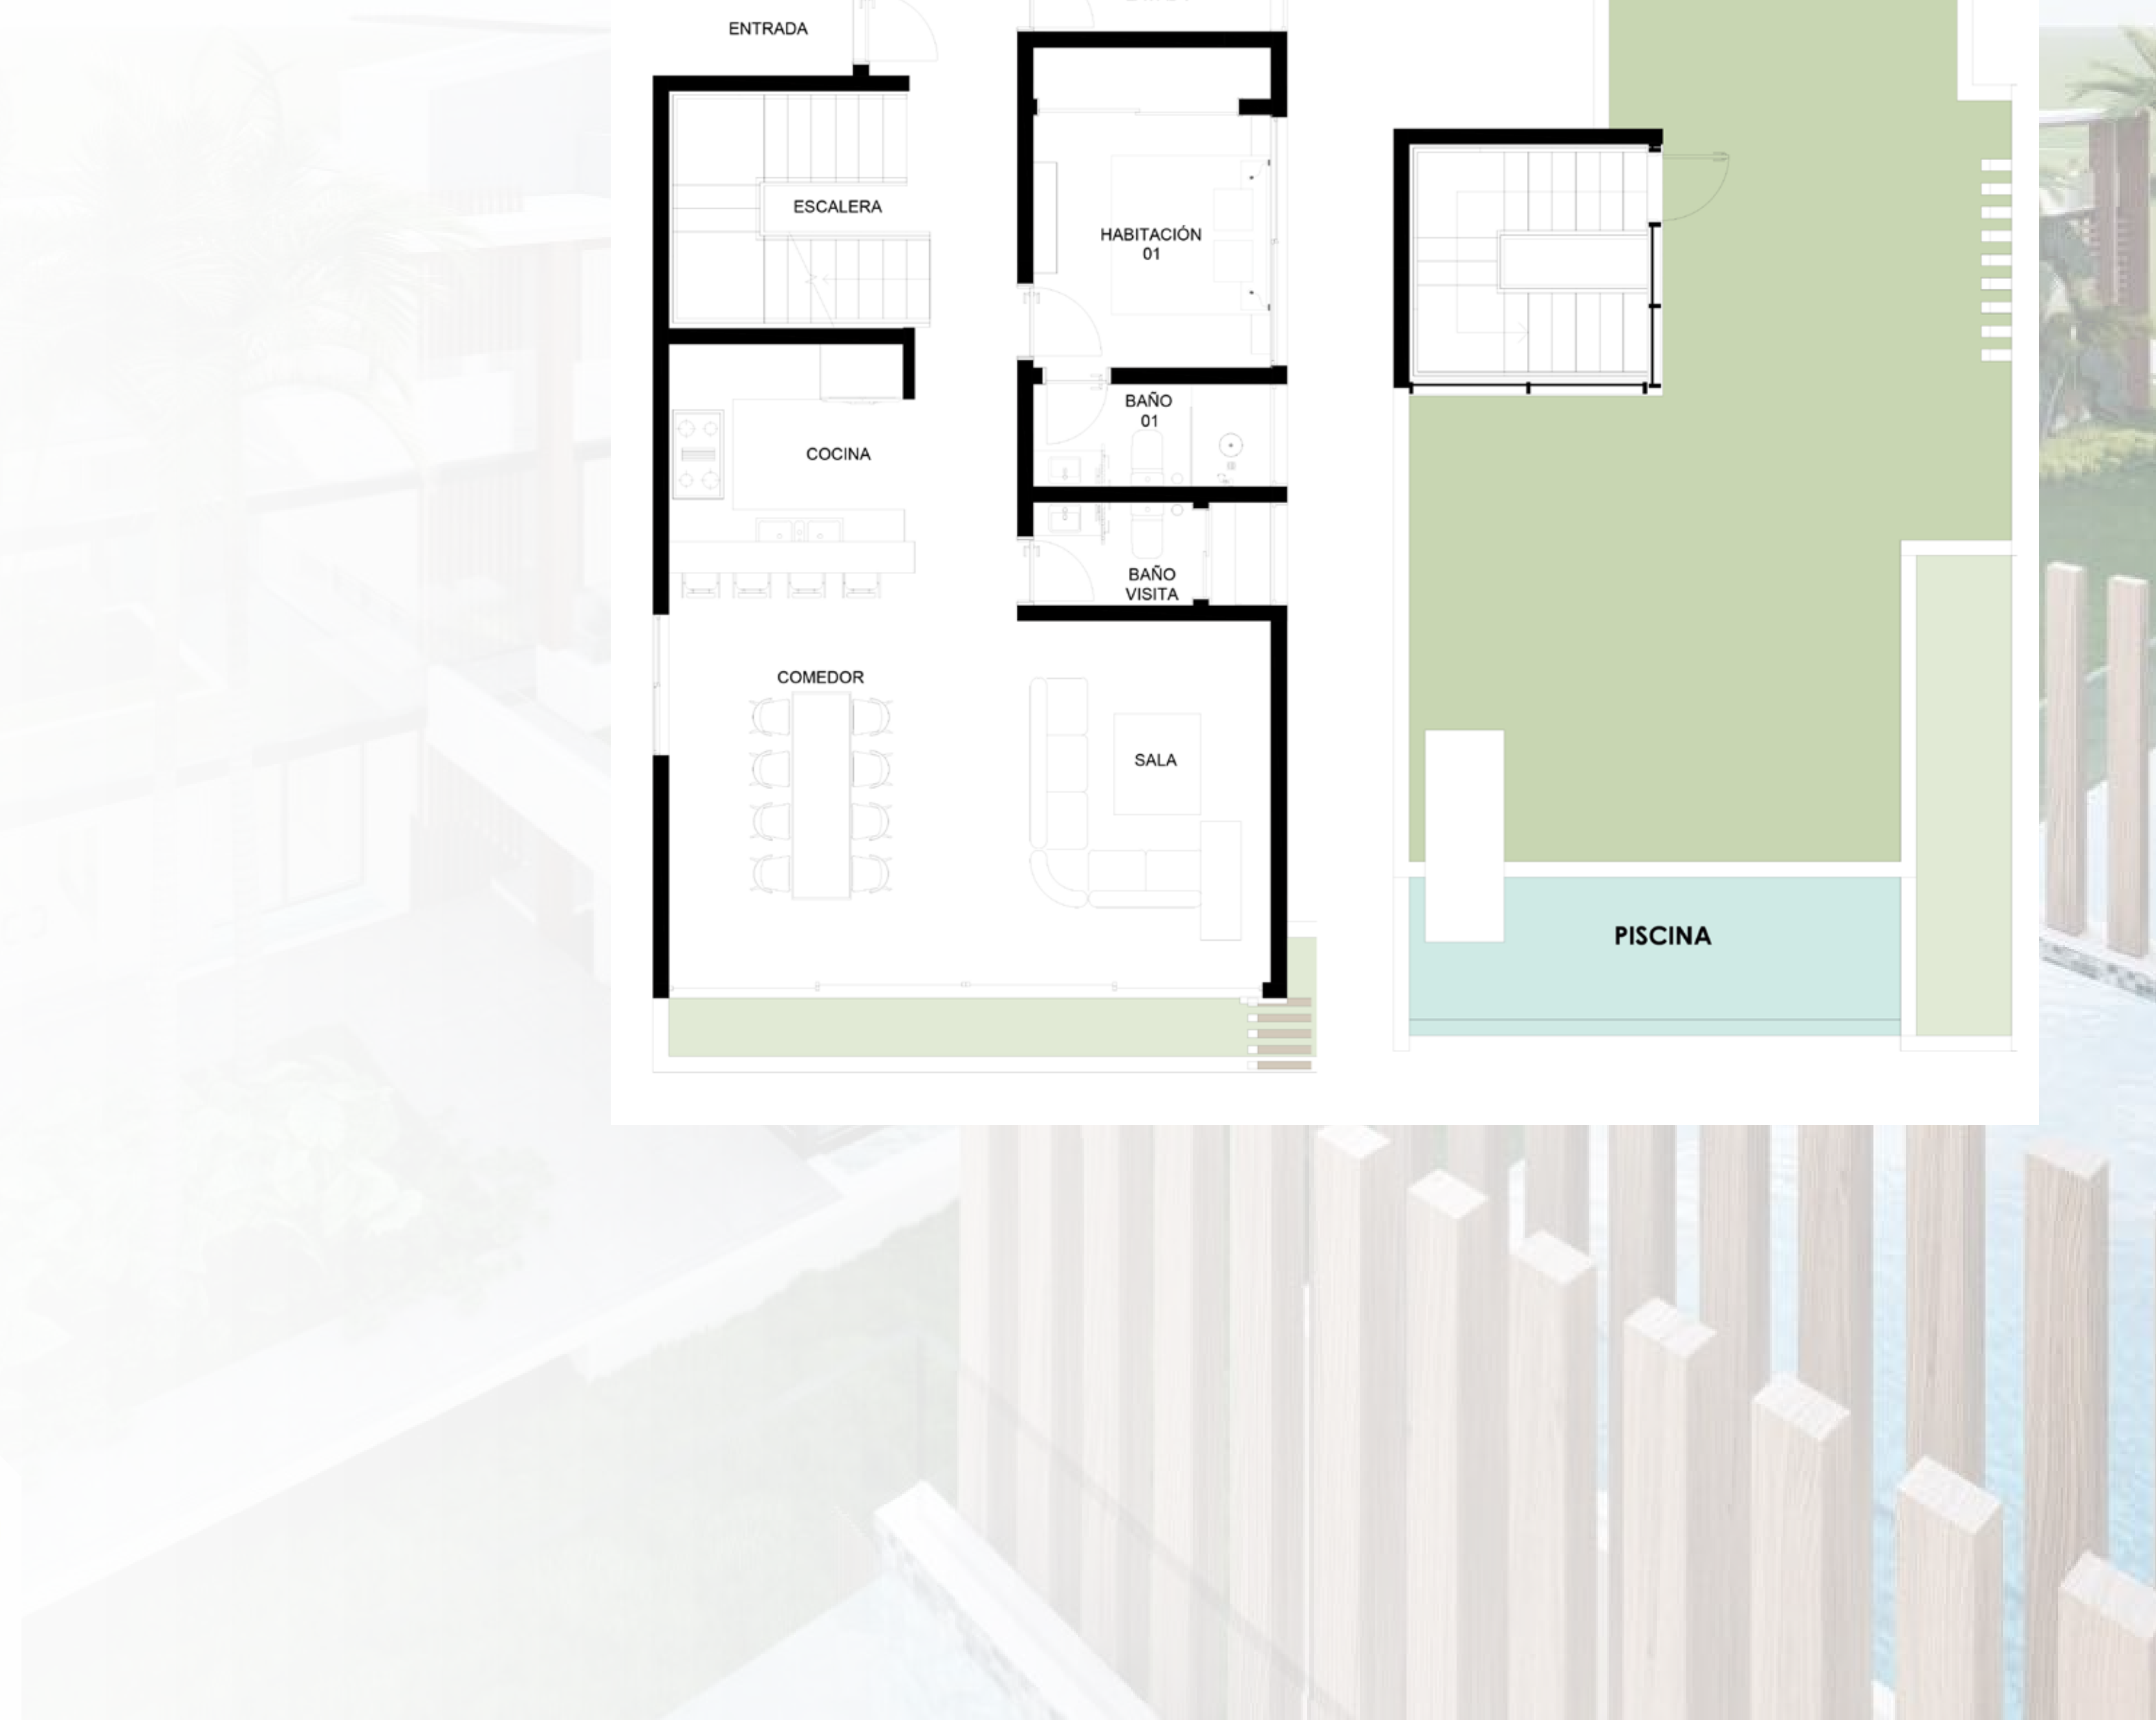 ENTRADA
ESCALERA
HABITACIÓN
01
BAÑO
01
COCINA
BAÑO
VISITA
COMEDOR
SALA
PISCINA